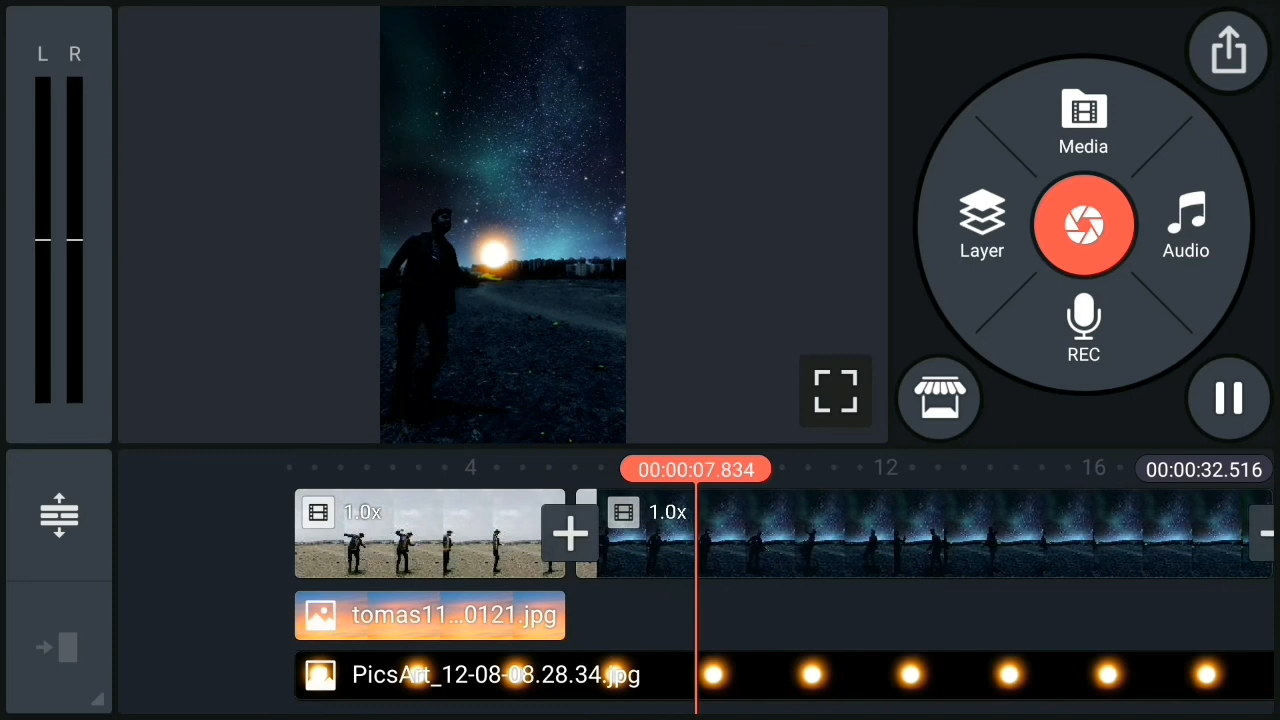 L R
Media
Layer
Audio
REC
4
00:00:07.834
12
16
00:00:32.516
1.0x
1.0x
tomas11...0121.jpg
PicsArt_12-08-08.28.34.jpg